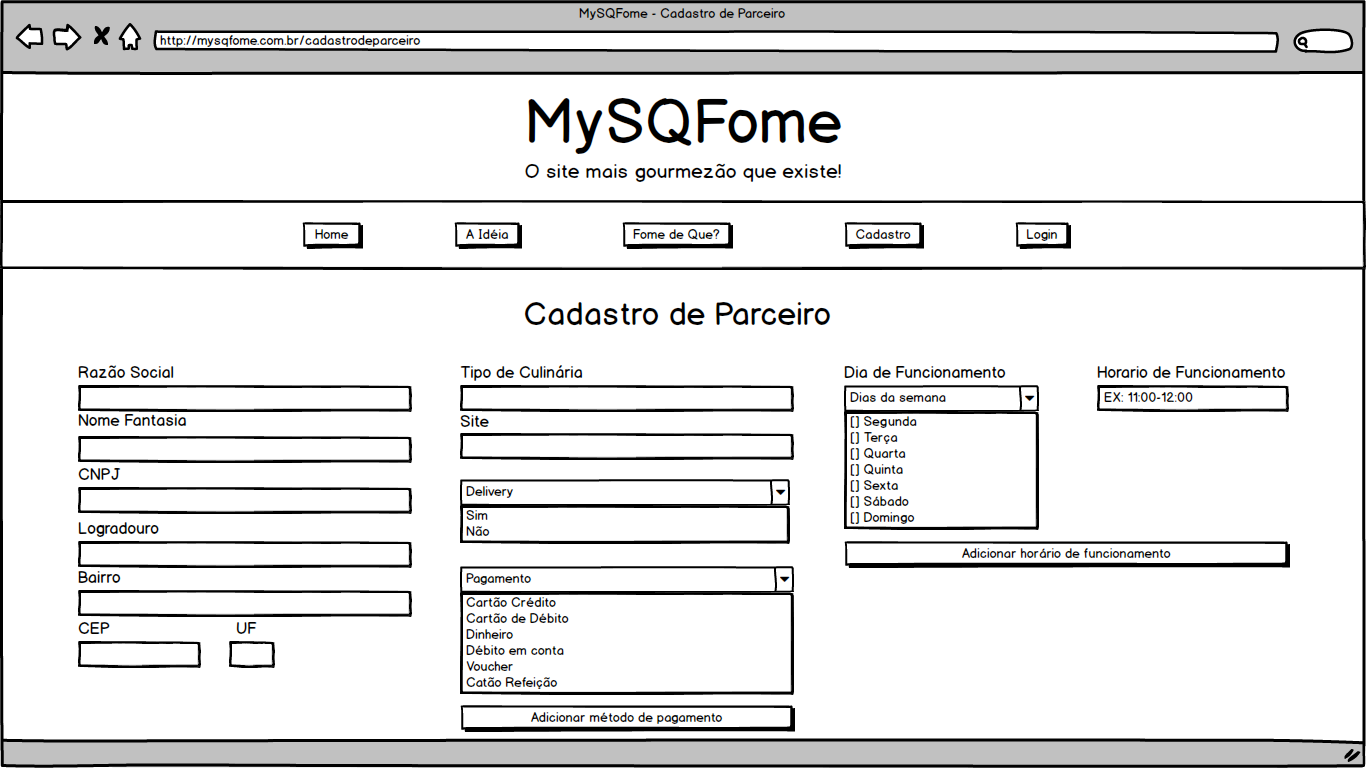 MySQFome - Cadastro de Parceiro
http://mysqfome.com.br/cadastrodeparceiro
MySQFome
O site mais gourmezão que existe!
Home
A Idéia
Fome de Que?
Cadastro
Login
Cadastro de Parceiro
Razão Social
Nome Fantasia
CNPJ
Logradouro
Bairro
CEP
UF
Tipo de Culinária
Site
Delivery
Sim
Não
Pagamento
Cartão Crédito
Cartão de Débito
Dinheiro
Débito em conta
Voucher
Catão Refeição
Adicionar método de pagamento
Dia de Funcionamento
Dias da semana
[] Segunda
[] Terça
[] Quarta
[] Quinta
[] Sexta
[] Sábado
[] Domingo
Horario de Funcionamento
EX: 11:00-12:00
Adicionar horário de funcionamento